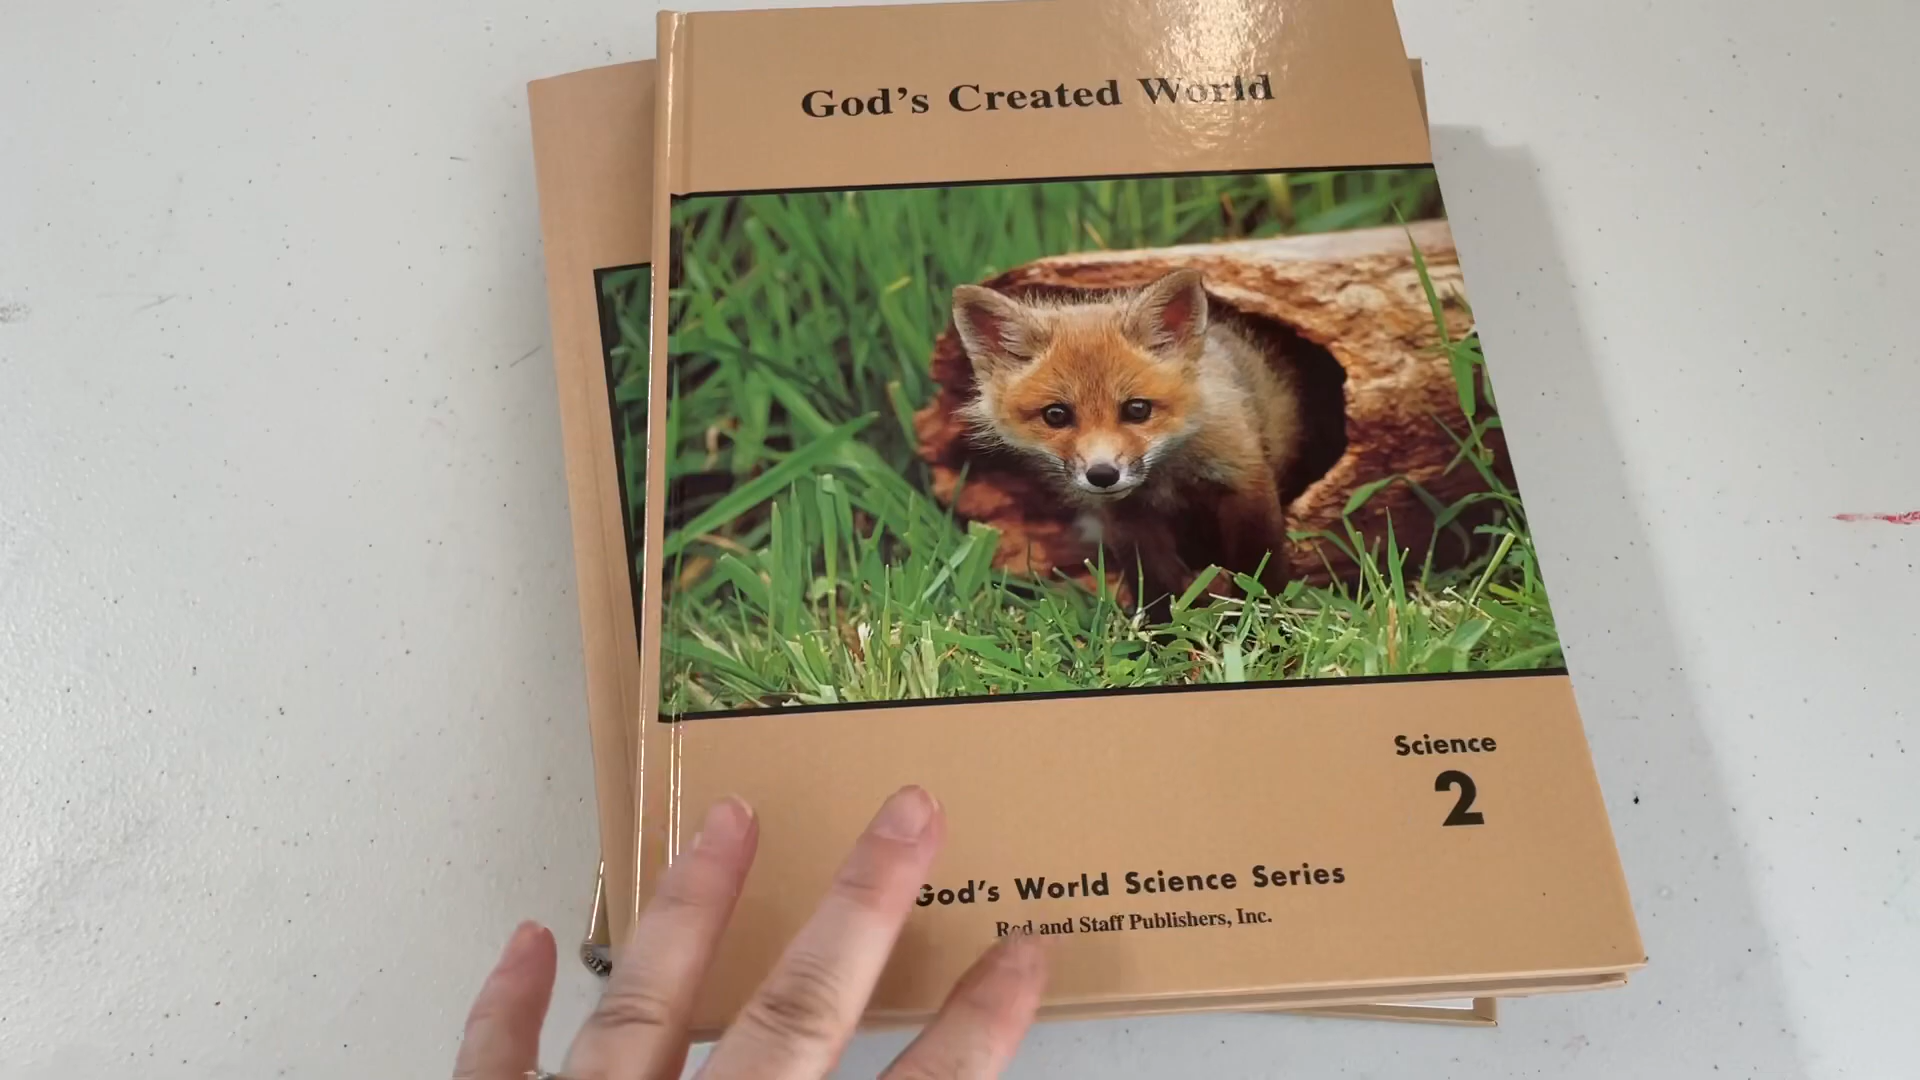 God's Created World
Science
2
God's World Science Series
Rod and Staff Publishers, Inc.